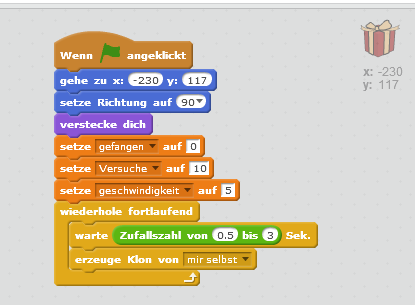 Wenn angeklickt
gehe zu x: -230 y: 117
setze Richtung auf 90
verstecke dich
setze gefangen auf 0
setze Versuche auf 10
setze geschwindigkeit auf 5
wiederhole fortlaufend
warte Zufallszahl von 0.5 bis 3 Sek.
erzeuge Klon von mir selbst
x: -230
y: 117